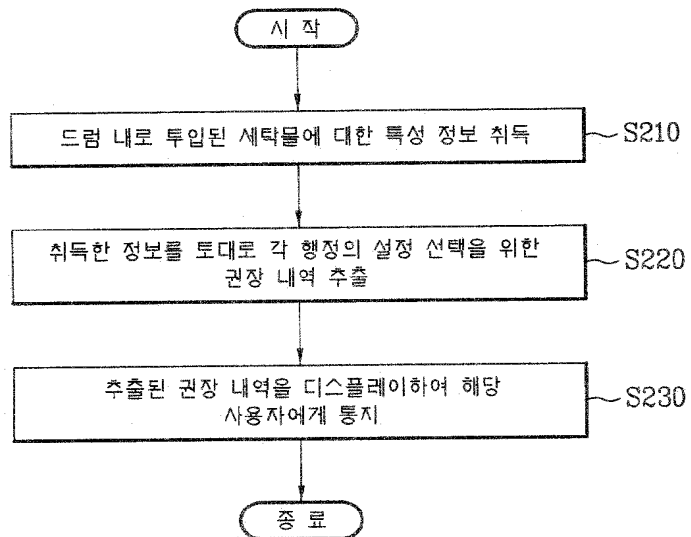 시 작
드럼 내로 투입된 세탁물에 대한 특성 정보 취득
S210
취득한 정보를 토대로 각 행정의 설정 선택을 위한
권장 내역 추출
S220
추출된 권장 내역을 디스플레이하여 해당
사용자에게 통지
S230
종 료